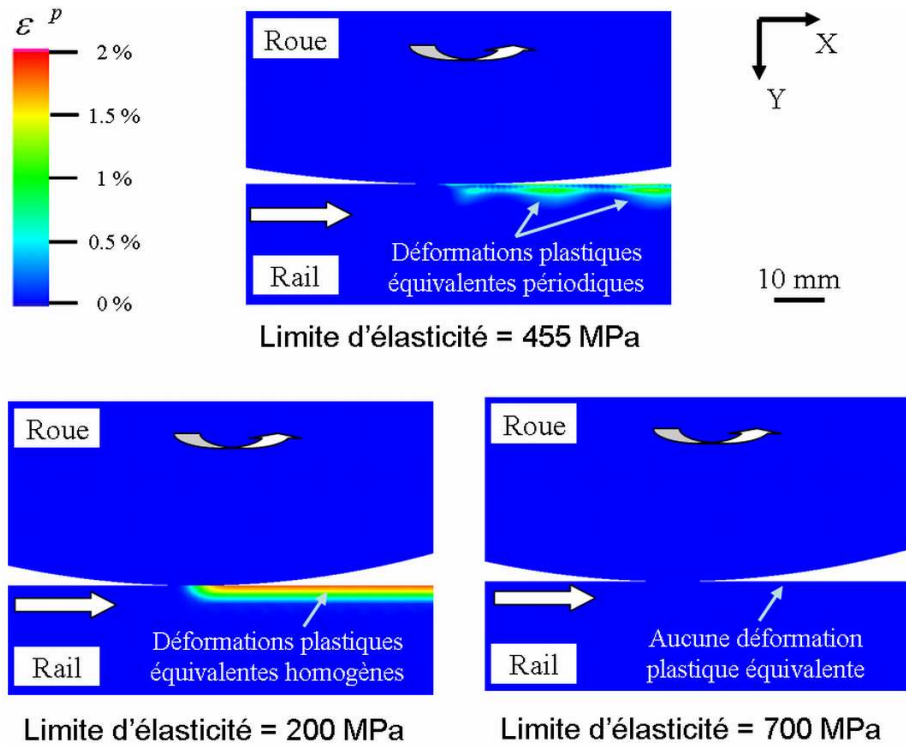 ε p
2 %
1.5 %
1 %
0.5 %
0 %
Roue
X
Y
Déformations plastiques
équivalentes périodiques
Rail
10 mm
Limite d'élasticité = 455 MPa
Roue
Déformations plastiques
équivalentes homogènes
Rail
Limite d'élasticité = 200 MPa
Roue
Aucune déformation
plastique équivalente
Rail
Limite d'élasticité = 700 MPa